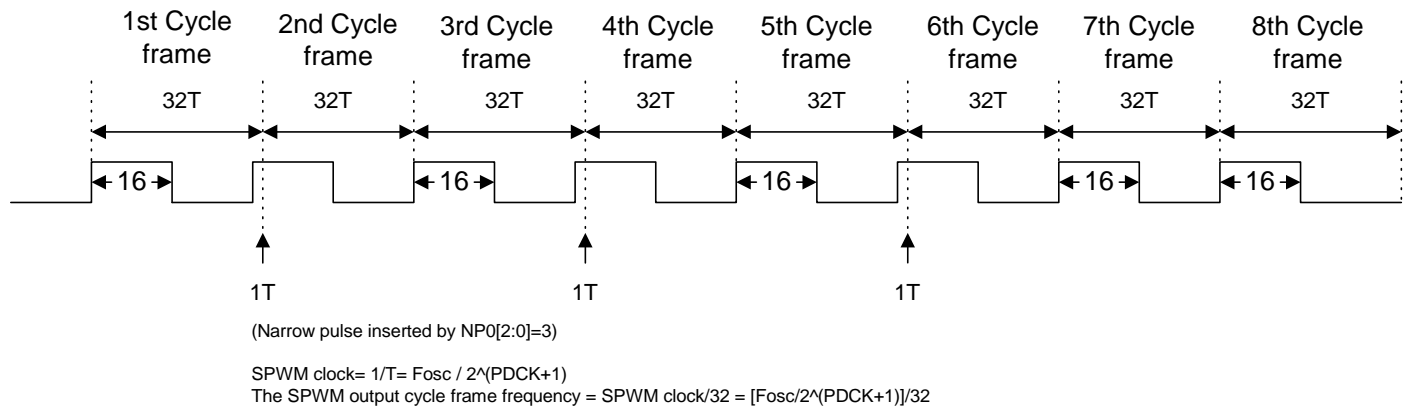 1st Cycle frame
2nd Cycle frame
3rd Cycle frame
4th Cycle frame
5th Cycle frame
6th Cycle frame
7th Cycle frame
8th Cycle frame
32T 32T 32T 32T 32T 32T 32T 32T
16 16 16 16 16
1T 1T 1T
(Narrow pulse inserted by NP0[2:0]=3)
SPWM clock= 1/T= Fosc / 2^(PDCK+1)
The SPWM output cycle frame frequency = SPWM clock/32 = [Fosc/2^(PDCK+1)]/32